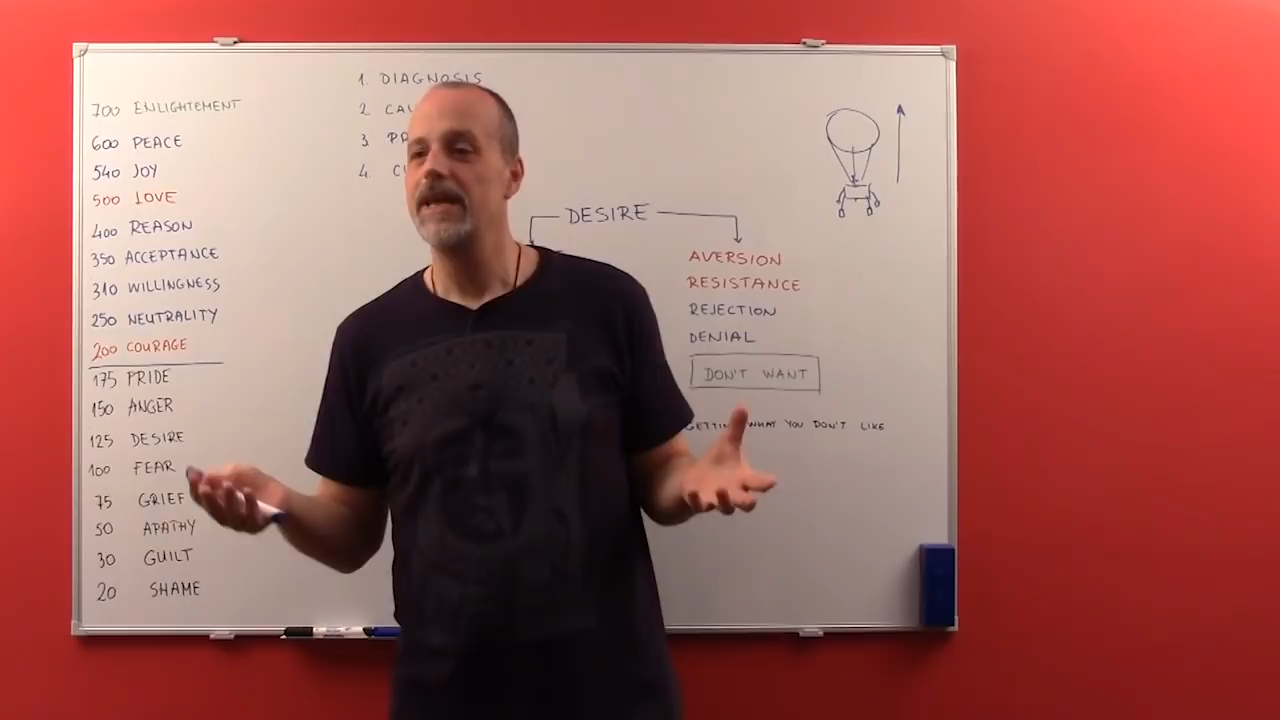 700 ENLIGHTEMENT
600 PEACE
540 JOY
500 LOVE
400 REASON
350 ACCEPTANCE
310 WILLINGNESS
250 NEUTRALITY
200 COURAGE
175 PRIDE
150 ANGER
125 DESIRE
100 FEAR
75 GRIEF
50 APATHY
30 GUILT
20 SHAME
1. DIAGNOSIS
2
3
4.
DESIRE
AVERSION
RESISTANCE
REJECTION
DENIAL
DON'T WANT
WHAT YOU DON'T LIKE